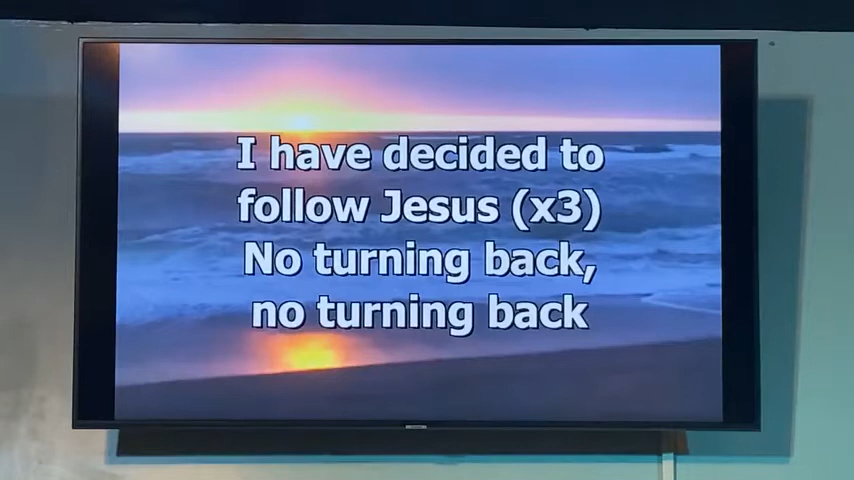 I have decided to
follow Jesus (x3)
No turning back,
no turning back